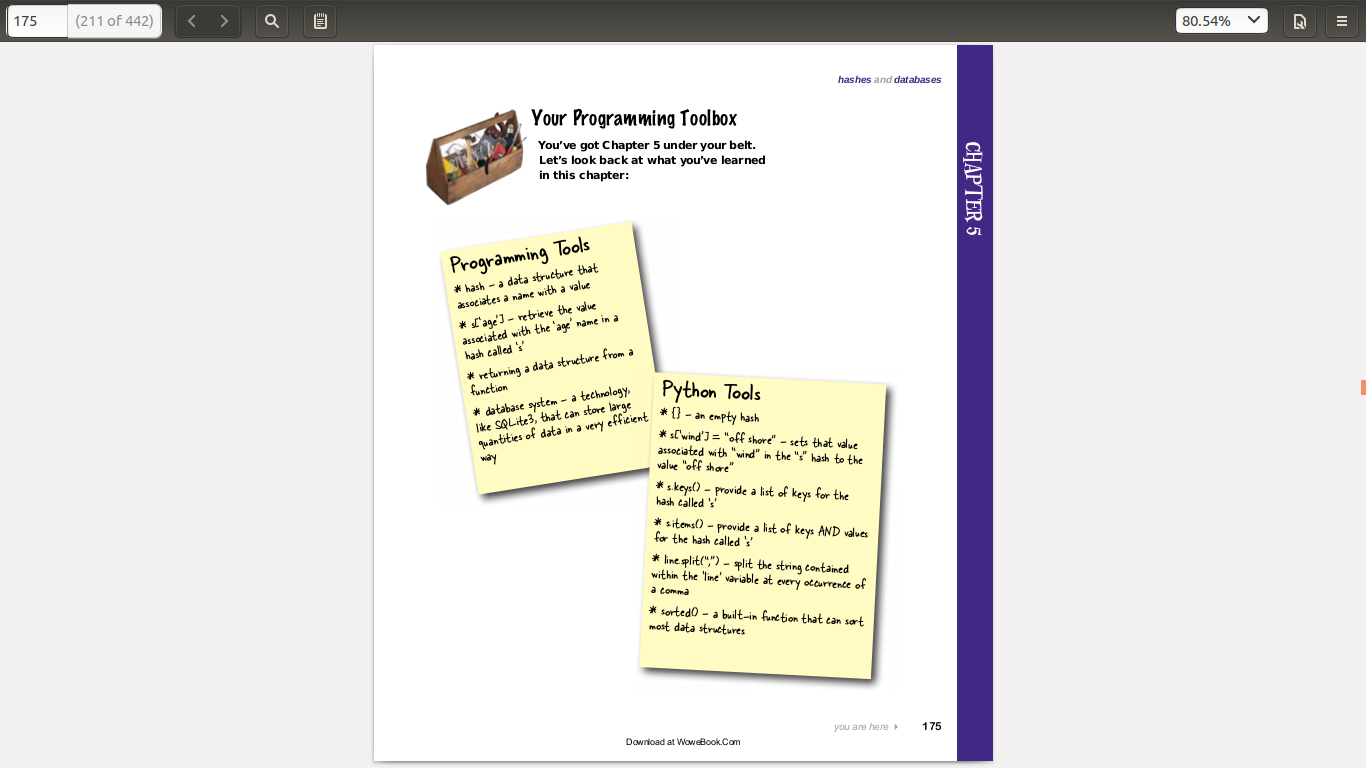 175
(211 of 442)
80.54%
hashes and databases
CHAPTER 5
Your Programming Toolbox
You’ve got Chapter 5 under your belt.
Let’s look back at what you’ve learned
in this chapter:
Programming Tools
* hash - a data structure that
associates a name with a value
* s['age'] - retrieve the value
associated with the 'age' name in a
hash called 's'
* returning a data structure from a
function
* database system - a technology,
like SQLite3, that can store large
quantities of data in a very efficient
way
Python Tools
* {} - an empty hash
* s['wind'] = "off shore" - sets that value
associated with "wind" in the "s" hash to the
value "off shore"
* s.keys() - provide a list of keys for the
hash called 's'
* s.items() - provide a list of keys AND values
for the hash called 's'
* line.split(",") - split the string contained
within the 'line' variable at every occurrence of
a comma
* sorted() - a built-in function that can sort
most data structures
you are here 175
Download at WoweBook.Com